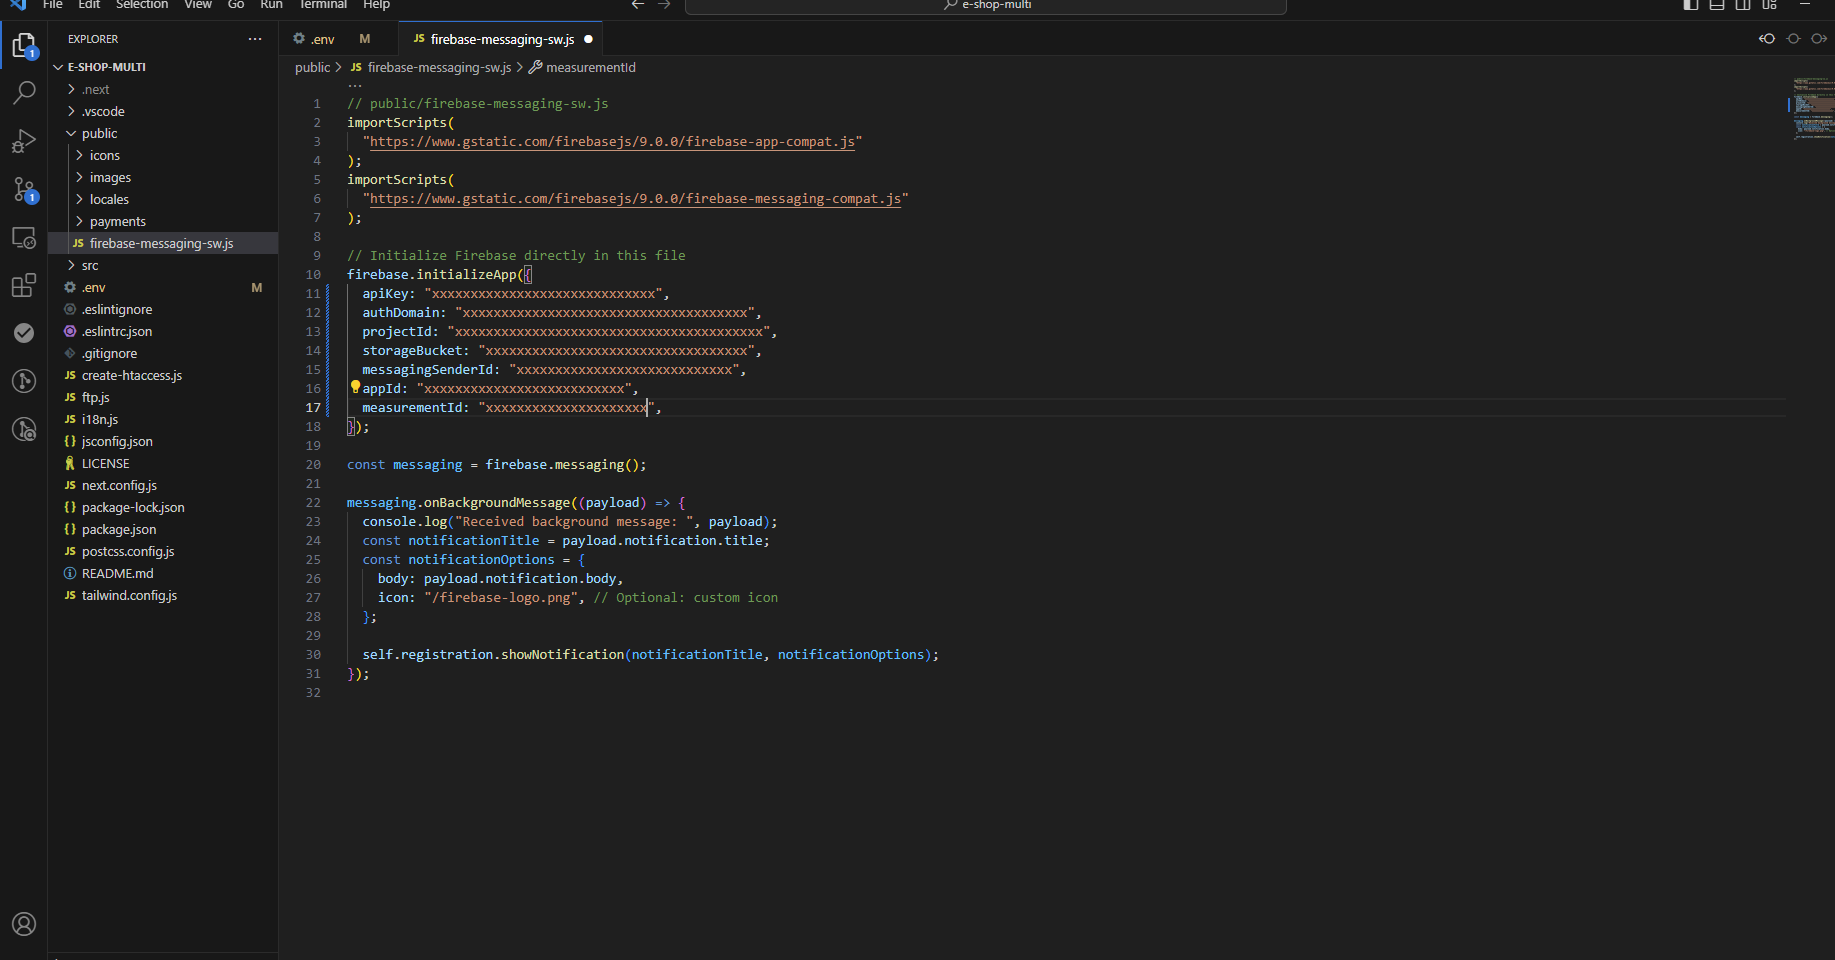 File Edit Selection View Go Run Terminal Help
e-shop-multi
EXPLORER
E-SHOP-MULTI
.next
.vscode
public
icons
images
locales
payments
JS firebase-messaging-sw.js
src
.env M
.eslintignore
.eslintrc.json
.gitignore
JS create-htaccess.js
JS ftp.js
JS i18n.js
{} jsconfig.json
LICENSE
JS next.config.js
{} package-lock.json
{} package.json
JS postcss.config.js
README.md
JS tailwind.config.js
1
1
.env M
JS firebase-messaging-sw.js
public > JS firebase-messaging-sw.js > measurementId
1 // public/firebase-messaging-sw.js
2 importScripts(
3 "https://www.gstatic.com/firebasejs/9.0.0/firebase-app-compat.js"
4 );
5 importScripts(
6 "https://www.gstatic.com/firebasejs/9.0.0/firebase-messaging-compat.js"
7 );
8
9 // Initialize Firebase directly in this file
10 firebase.initializeApp({
11 apiKey: "xxxxxxxxxxxxxxxxxxxxxxxxxxxxx",
12 authDomain: "xxxxxxxxxxxxxxxxxxxxxxxxxxxxxxxxxxxxx",
13 projectId: "xxxxxxxxxxxxxxxxxxxxxxxxxxxxxxxxxxxxxxxx",
14 storageBucket: "xxxxxxxxxxxxxxxxxxxxxxxxxxxxxxxxxx",
15 messagingSenderId: "xxxxxxxxxxxxxxxxxxxxxxxxxxxx",
16 appId: "xxxxxxxxxxxxxxxxxxxxxxxxxx",
17 measurementId: "xxxxxxxxxxxxxxxxxxxxx",
18 });
19
20 const messaging = firebase.messaging();
21
22 messaging.onBackgroundMessage((payload) => {
23 console.log("Received background message: ", payload);
24 const notificationTitle = payload.notification.title;
25 const notificationOptions = {
26 body: payload.notification.body,
27 icon: "/firebase-logo.png", // Optional: custom icon
28 };
29
30 self.registration.showNotification(notificationTitle, notificationOptions);
31 });
32